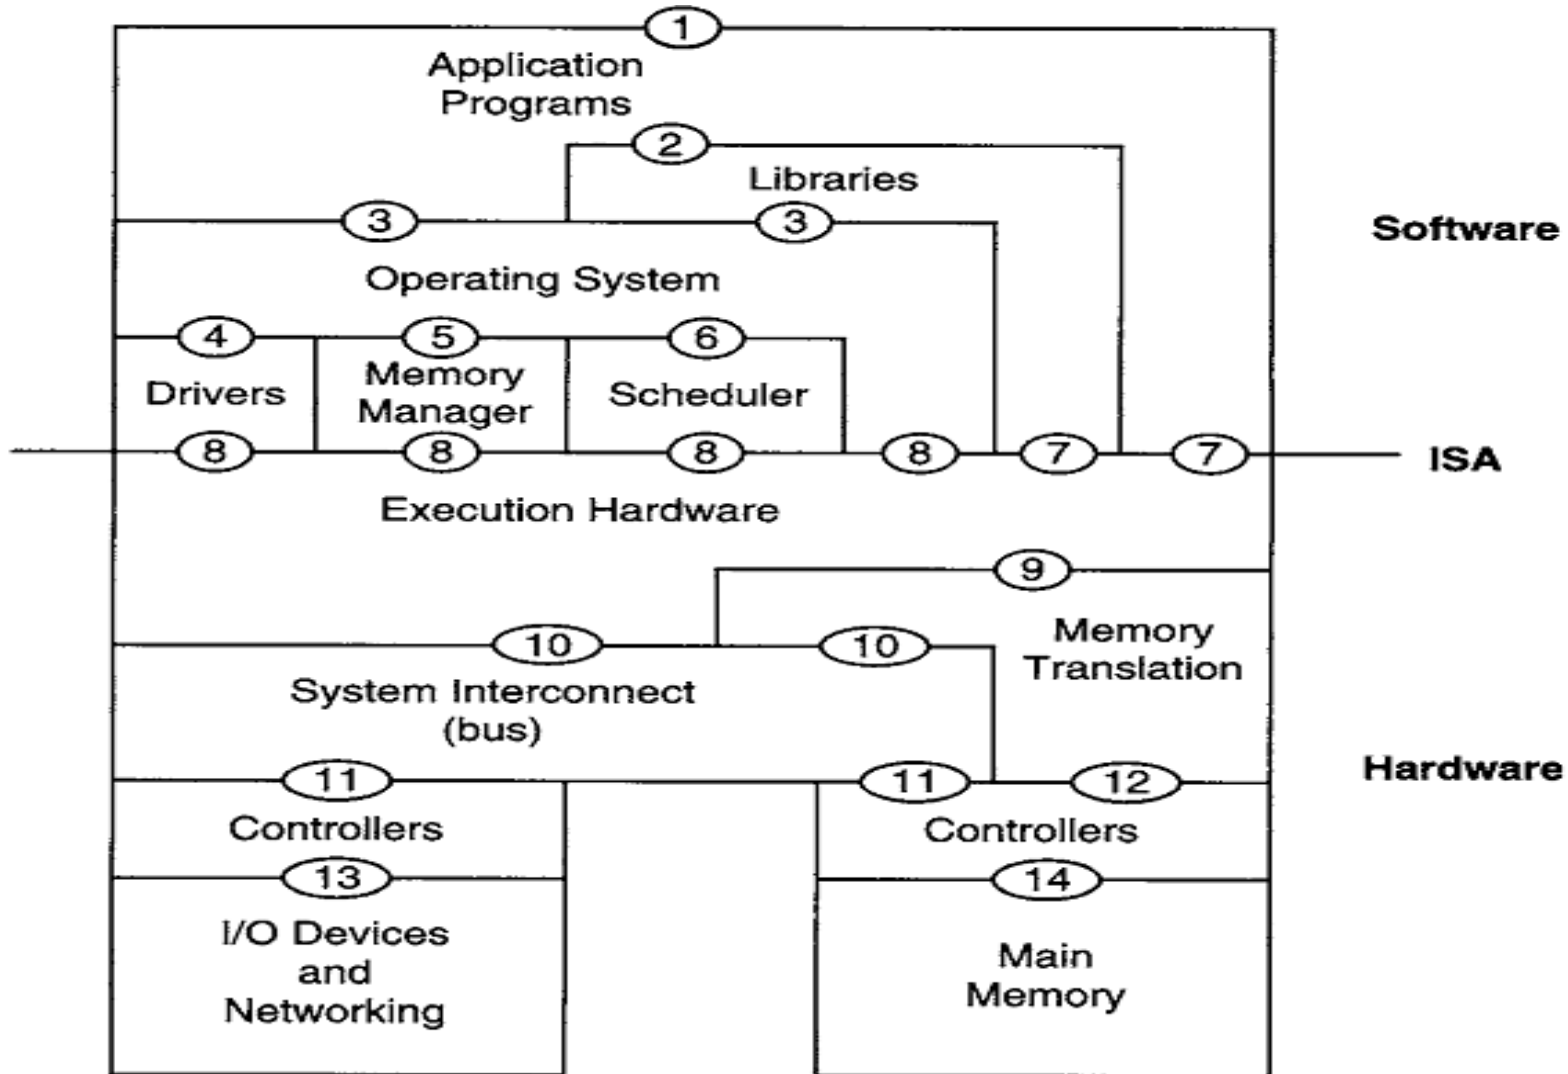 1
Application
Programs
2
Libraries
3 3
Software
Operating System
4 5 6
Drivers
Memory
Manager
Scheduler
8 8 8 8 7 7
ISA
Execution Hardware
9
10 10
Memory
Translation
System Interconnect
(bus)
11 11 12
Hardware
Controllers
Controllers
13 14
I/O Devices
and
Networking
Main
Memory